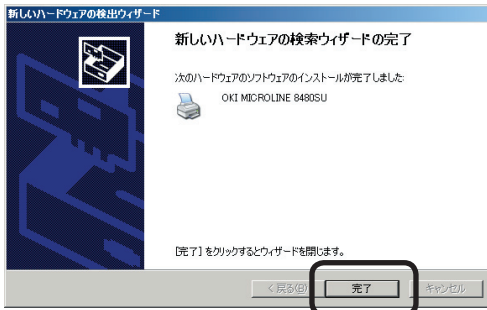 新しいハードウェアの検出ウィザード
新しいハードウェアの検索ウィザードの完了
次のハードウェアのソフトウェアのインストールが完了しました:
OKI MICROLINE 8480SU
[完了] をクリックするとウィザードを閉じます。
< 戻る(B)
完了
キャンセル